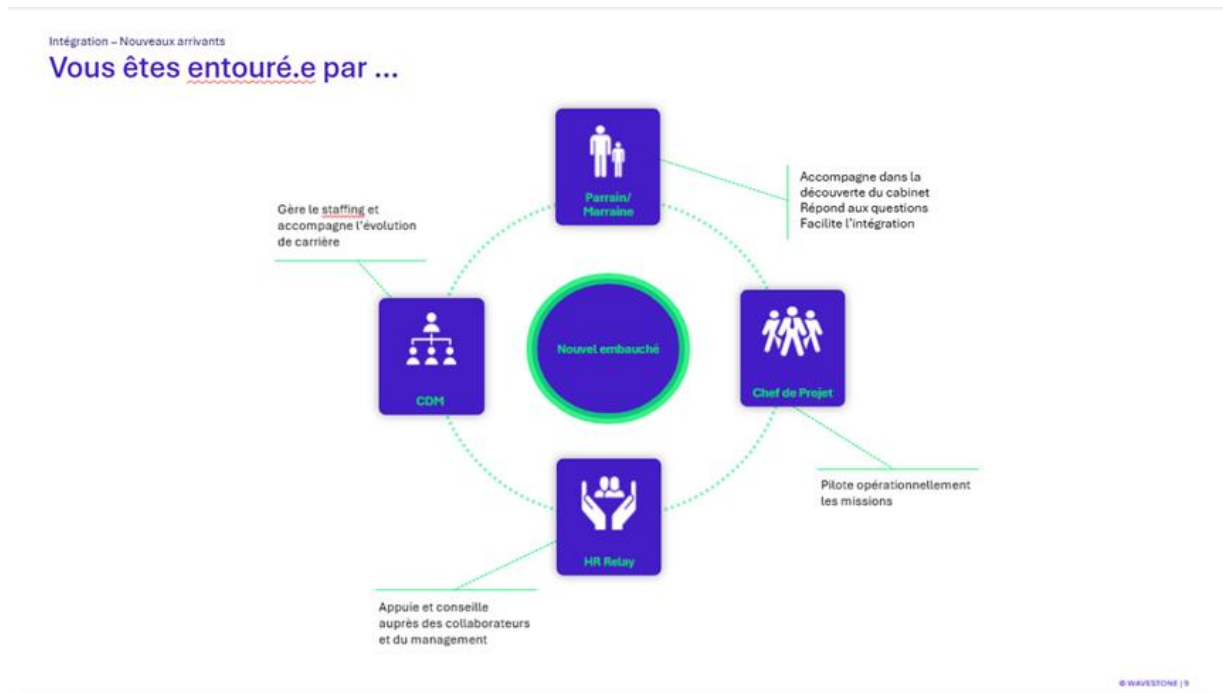 Intégration – Nouveaux arrivants
Vous êtes entouré.e par ...
Parrain/
Marraine
Accompagne dans la
découverte du cabinet
Répond aux questions
Facilite l'intégration
Gère le staffing et
accompagne l'évolution
de carrière
CDM
Nouvel embauché
Chef de Projet
Pilote opérationnellement
les missions
HR Relay
Appuie et conseille
auprès des collaborateurs
et du management
© WAVESTONE | 9